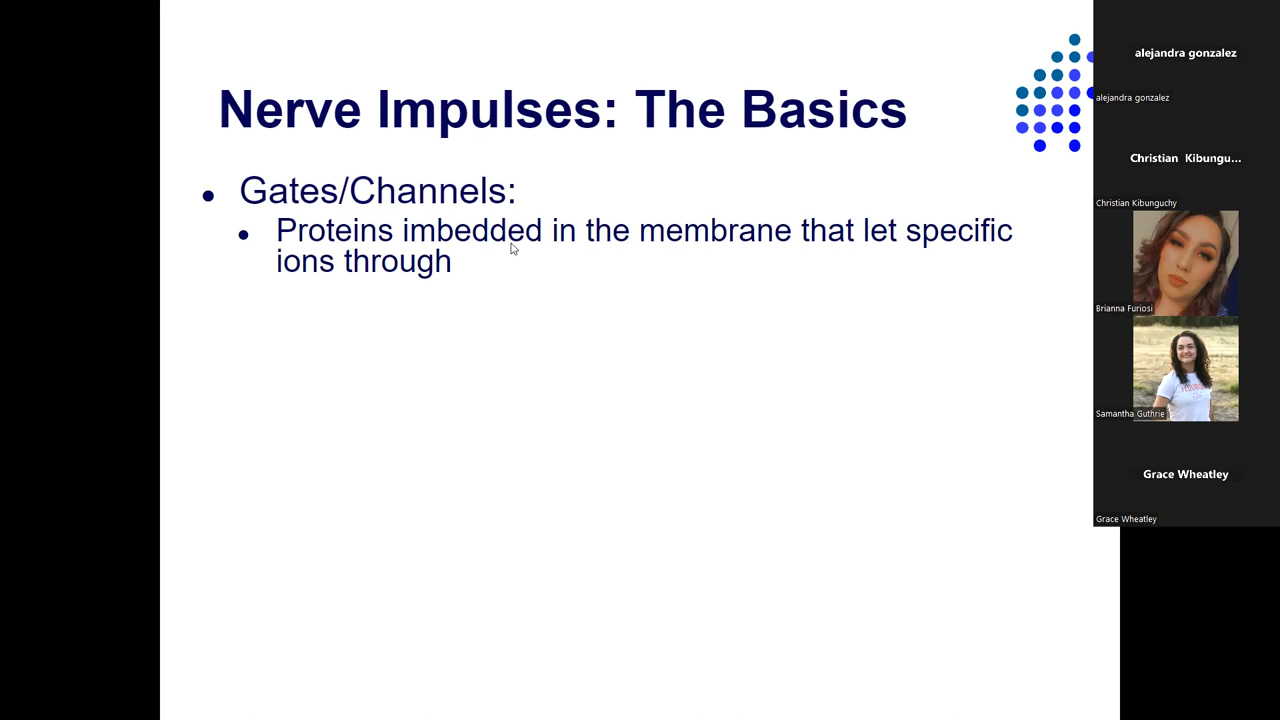 Nerve Impulses: The Basics
Gates/Channels:
Proteins imbedded in the membrane that let specific
ions through
alejandra gonzalez
alejandra gonzalez
Christian Kibungu...
Christian Kibunguchy
Brianna Furiosi
Samantha Guthrie
Grace Wheatley
Grace Wheatley